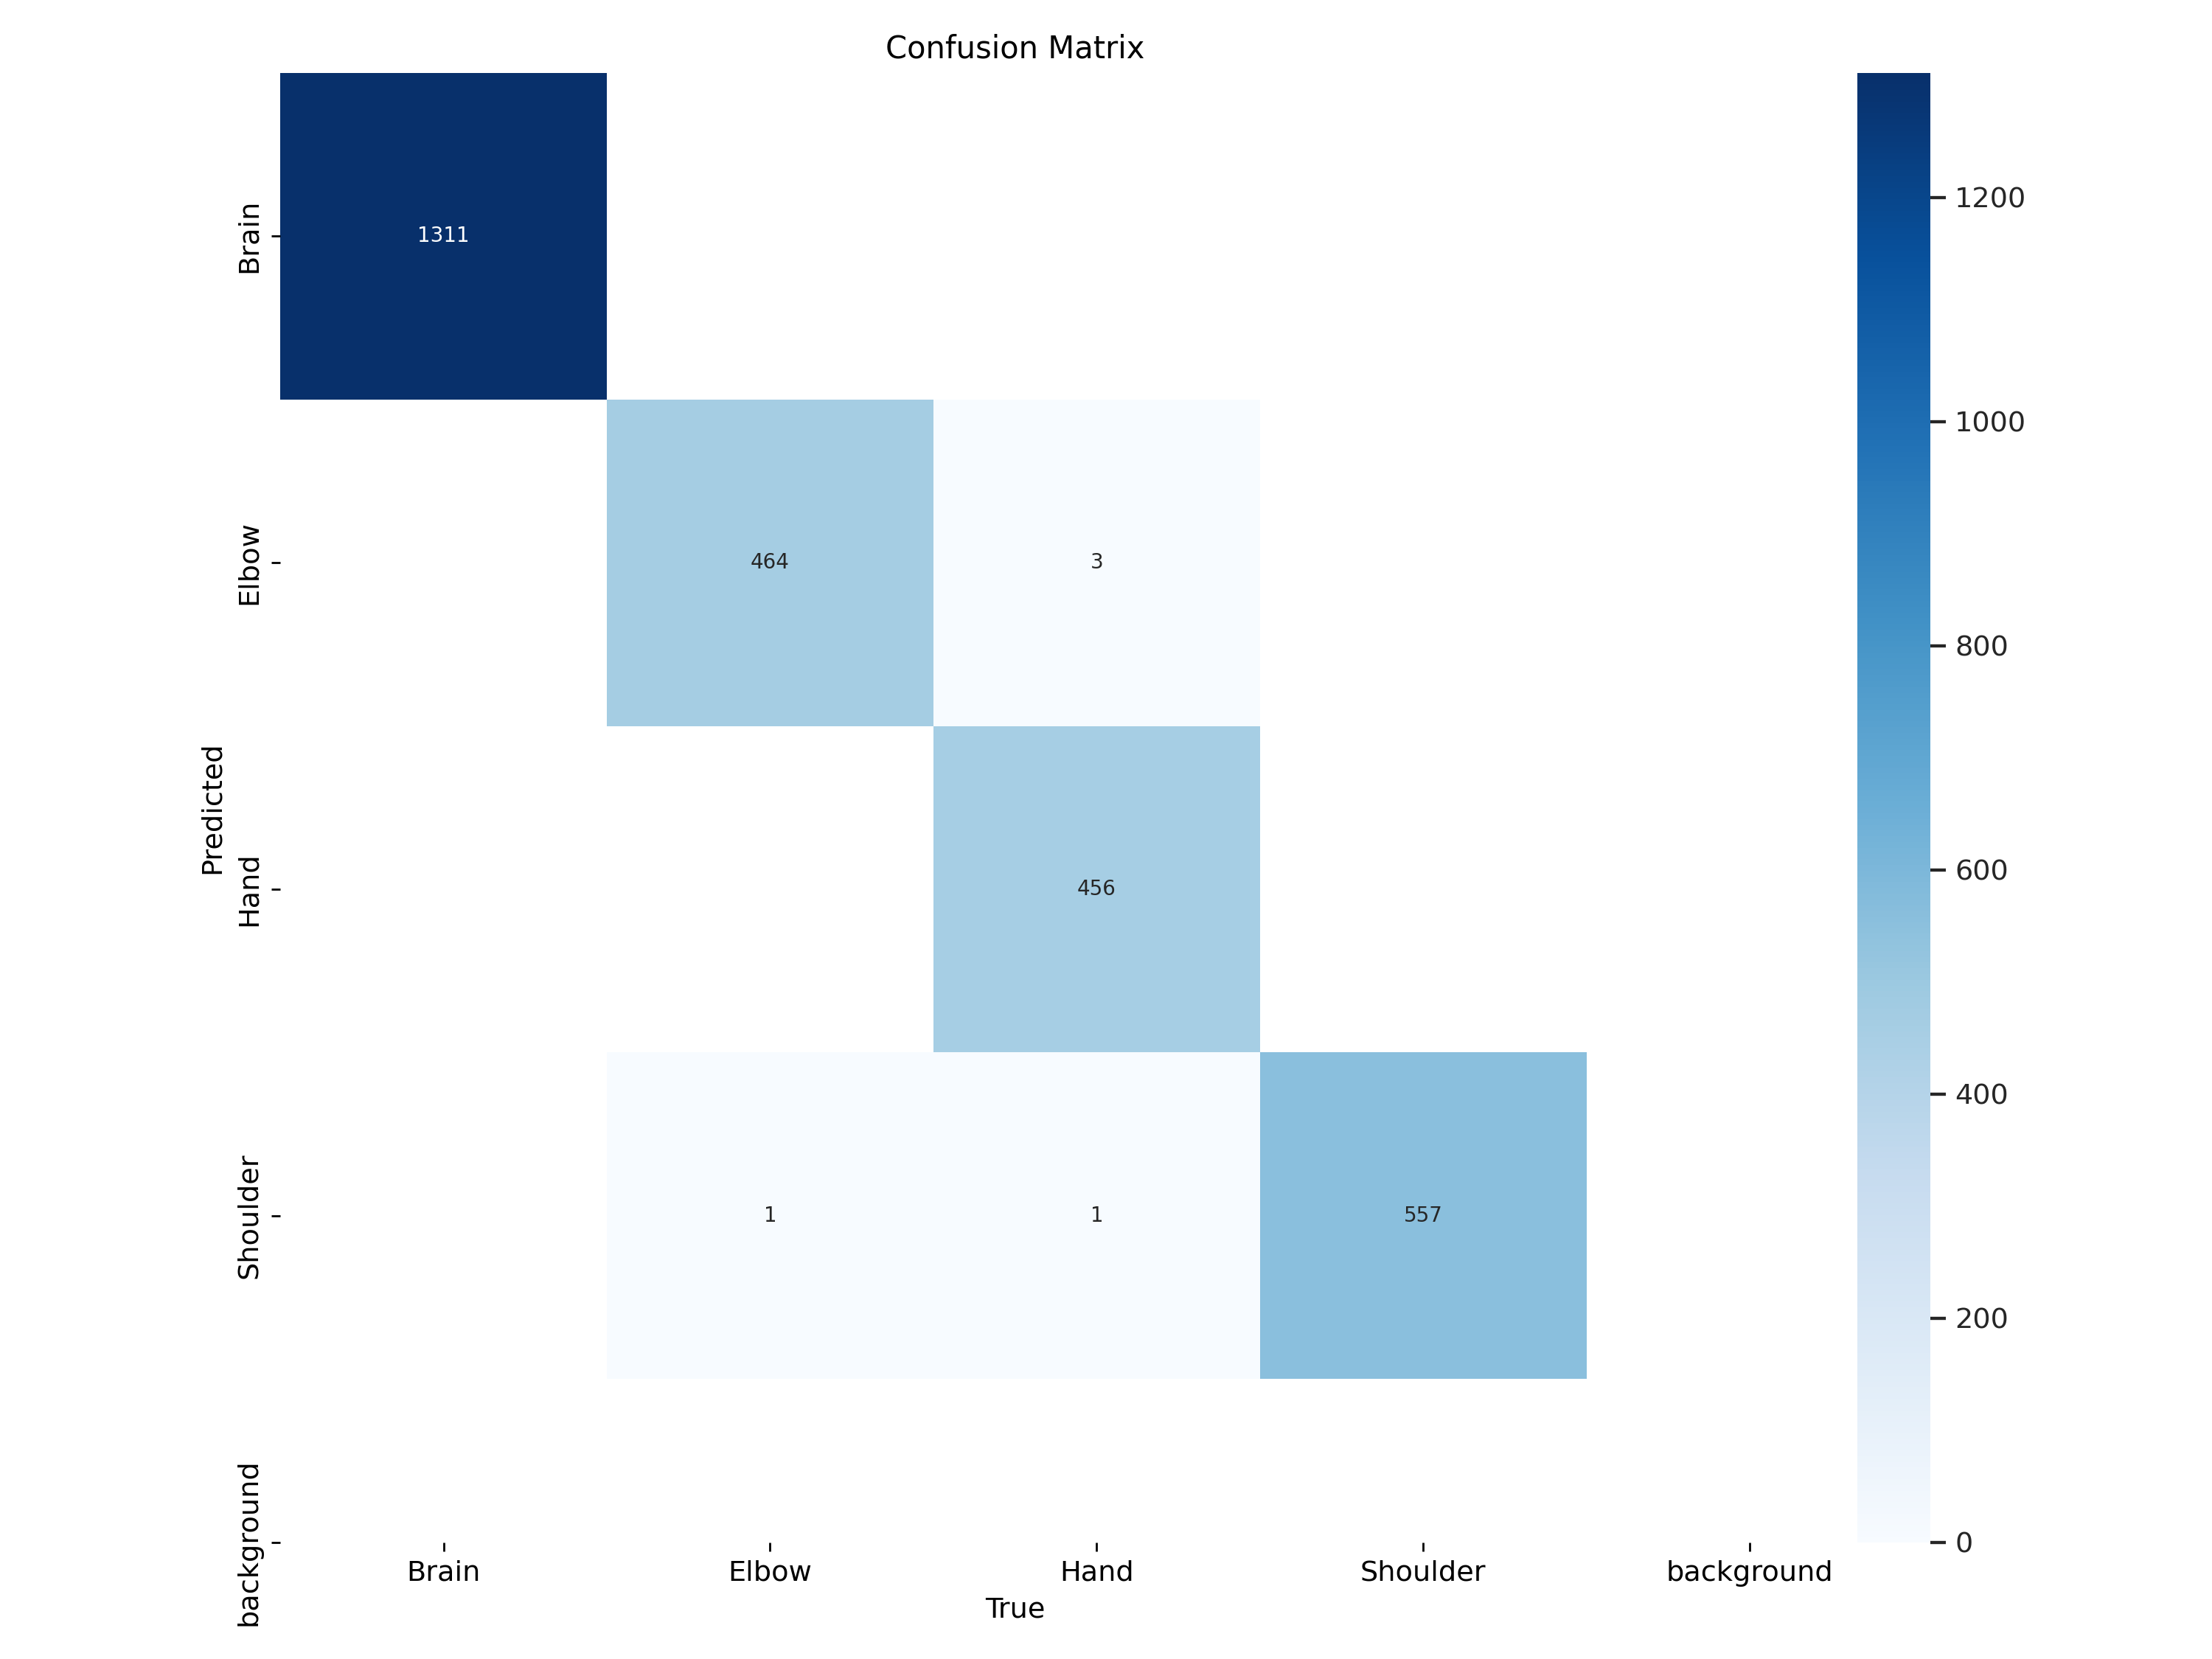 Confusion Matrix
Brain
1311
Elbow
464
3
Hand
456
Shoulder
1
1
557
background
Predicted
Brain
Elbow
Hand
Shoulder
background
True
1200
1000
800
600
400
200
0